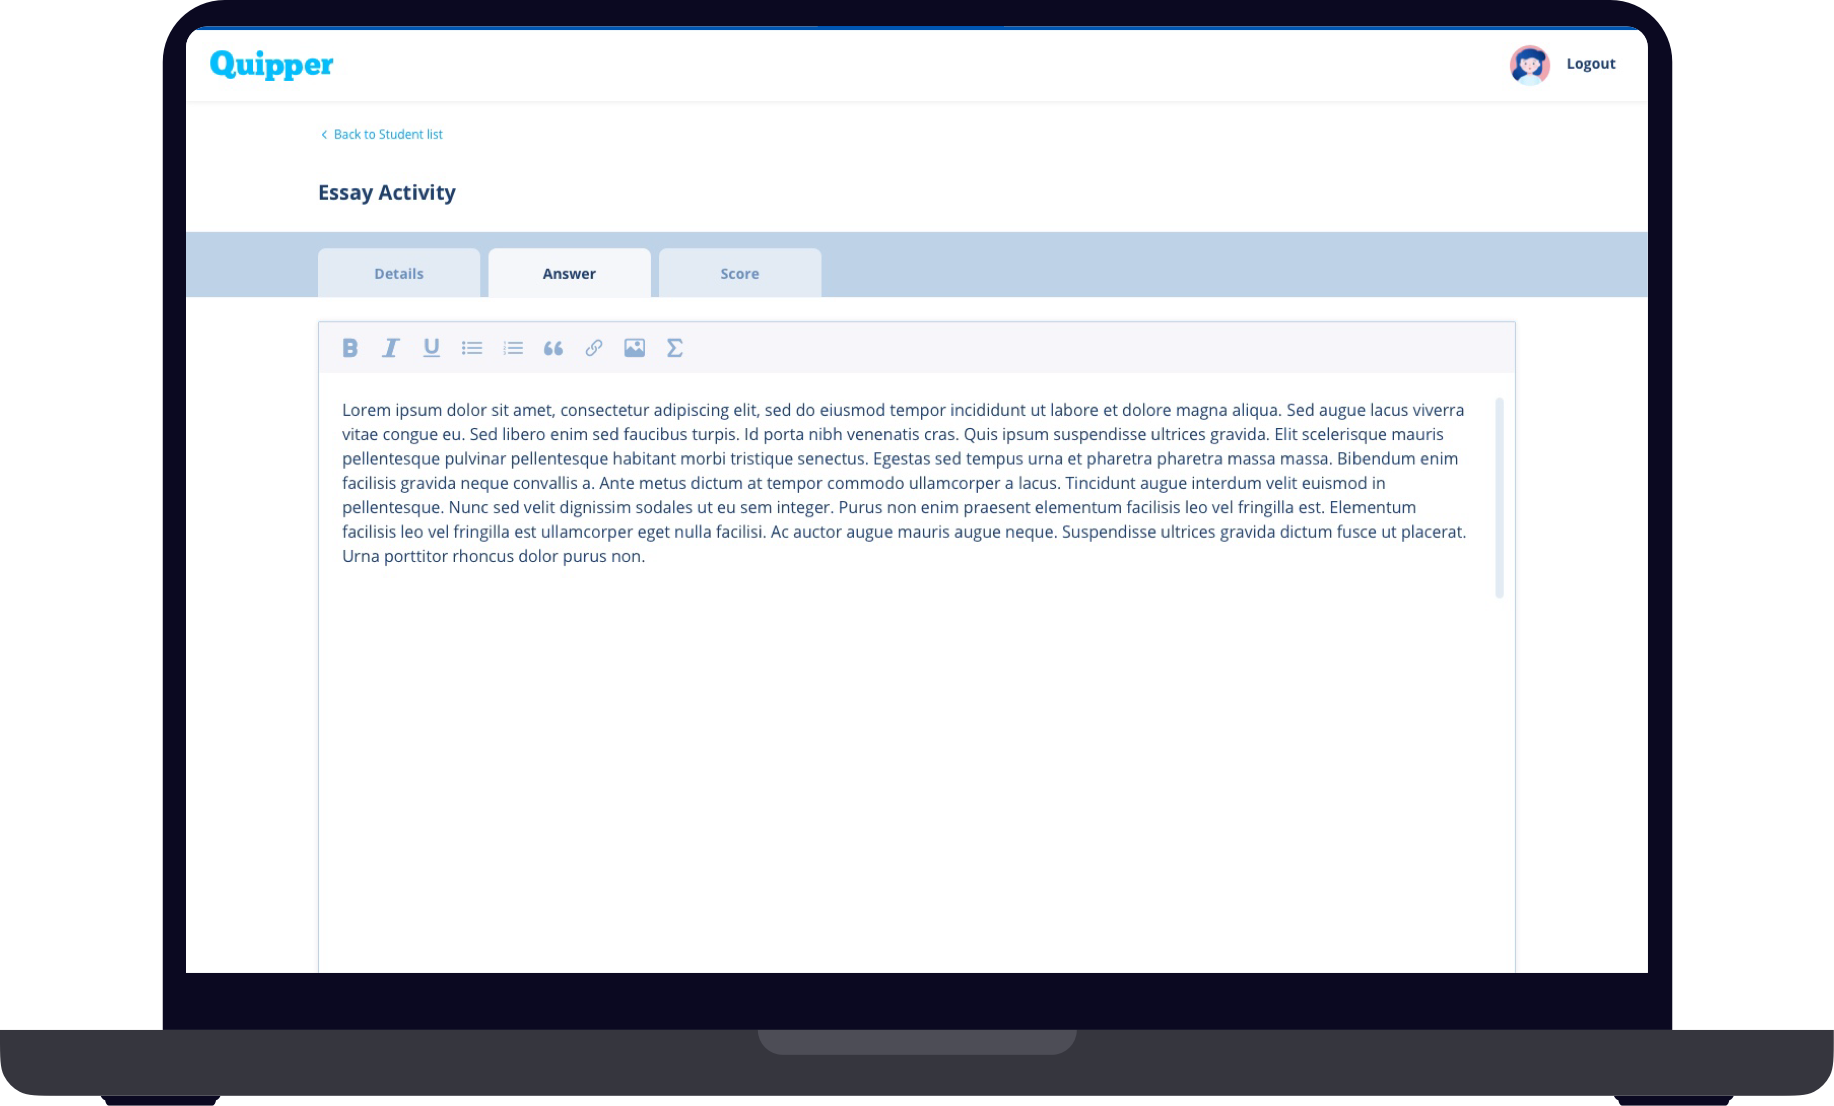 Quipper
Logout
Back to Student list
Essay Activity
Details
Answer
Score
B I U Σ
Lorem ipsum dolor sit amet, consectetur adipiscing elit, sed do eiusmod tempor incididunt ut labore et dolore magna aliqua. Sed augue lacus viverra
vitae congue eu. Sed libero enim sed faucibus turpis. Id porta nibh venenatis cras. Quis ipsum suspendisse ultrices gravida. Elit scelerisque mauris
pellentesque pulvinar pellentesque habitant morbi tristique senectus. Egestas sed tempus urna et pharetra pharetra massa massa. Bibendum enim
facilisis gravida neque convallis a. Ante metus dictum at tempor commodo ullamcorper a lacus. Tincidunt augue interdum velit euismod in
pellentesque. Nunc sed velit dignissim sodales ut eu sem integer. Purus non enim praesent elementum facilisis leo vel fringilla est. Elementum
facilisis leo vel fringilla est ullamcorper eget nulla facilisi. Ac auctor augue mauris augue neque. Suspendisse ultrices gravida dictum fusce ut placerat.
Urna porttitor rhoncus dolor purus non.